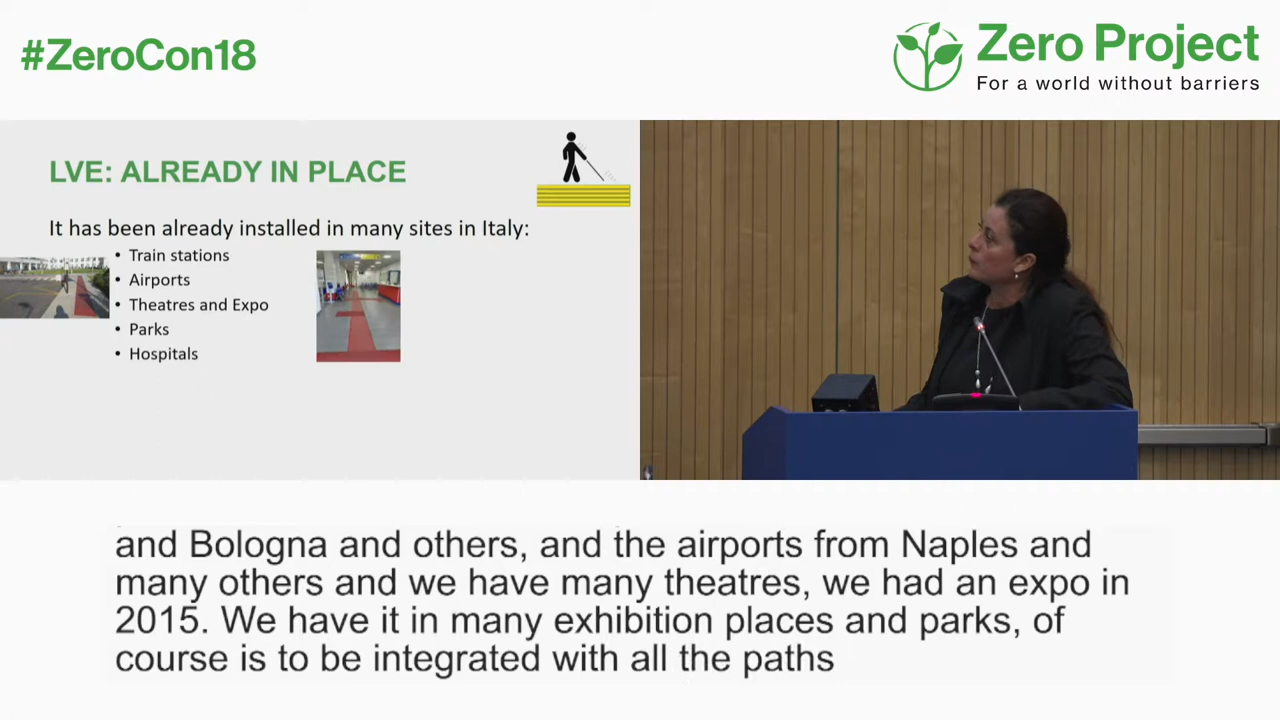 #ZeroCon18
Zero Project
For a world without barriers
LVE: ALREADY IN PLACE
It has been already installed in many sites in Italy:
• Train stations
• Airports
• Theatres and Expo
• Parks
• Hospitals
and Bologna and others, and the airports from Naples and
many others and we have many theatres, we had an expo in
2015. We have it in many exhibition places and parks, of
course is to be integrated with all the paths